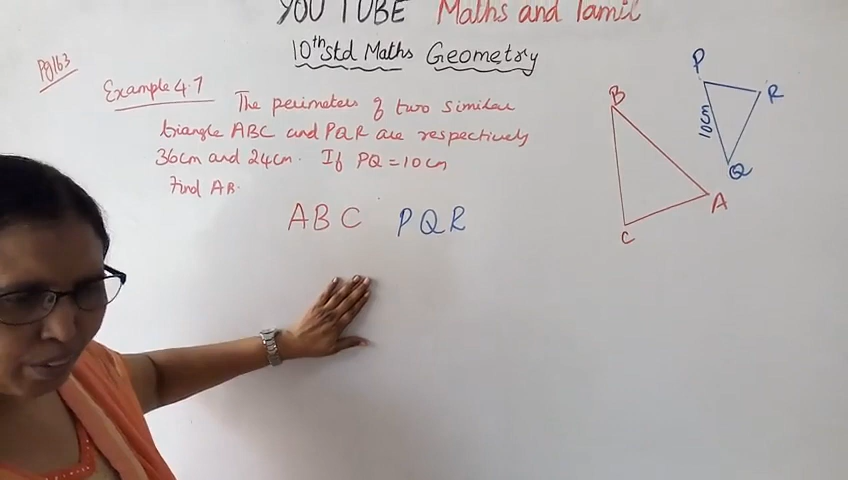 YOU TUBE Maths and Tamil
10th std Maths Geometry
Pg163
Example 4.7 The perimeters of two similar
triangle ABC and PQR are respectively
36cm and 24cm. If PQ = 10cm
Find AB.
ABC PQR
B
C
A
P
R
Q
10cm